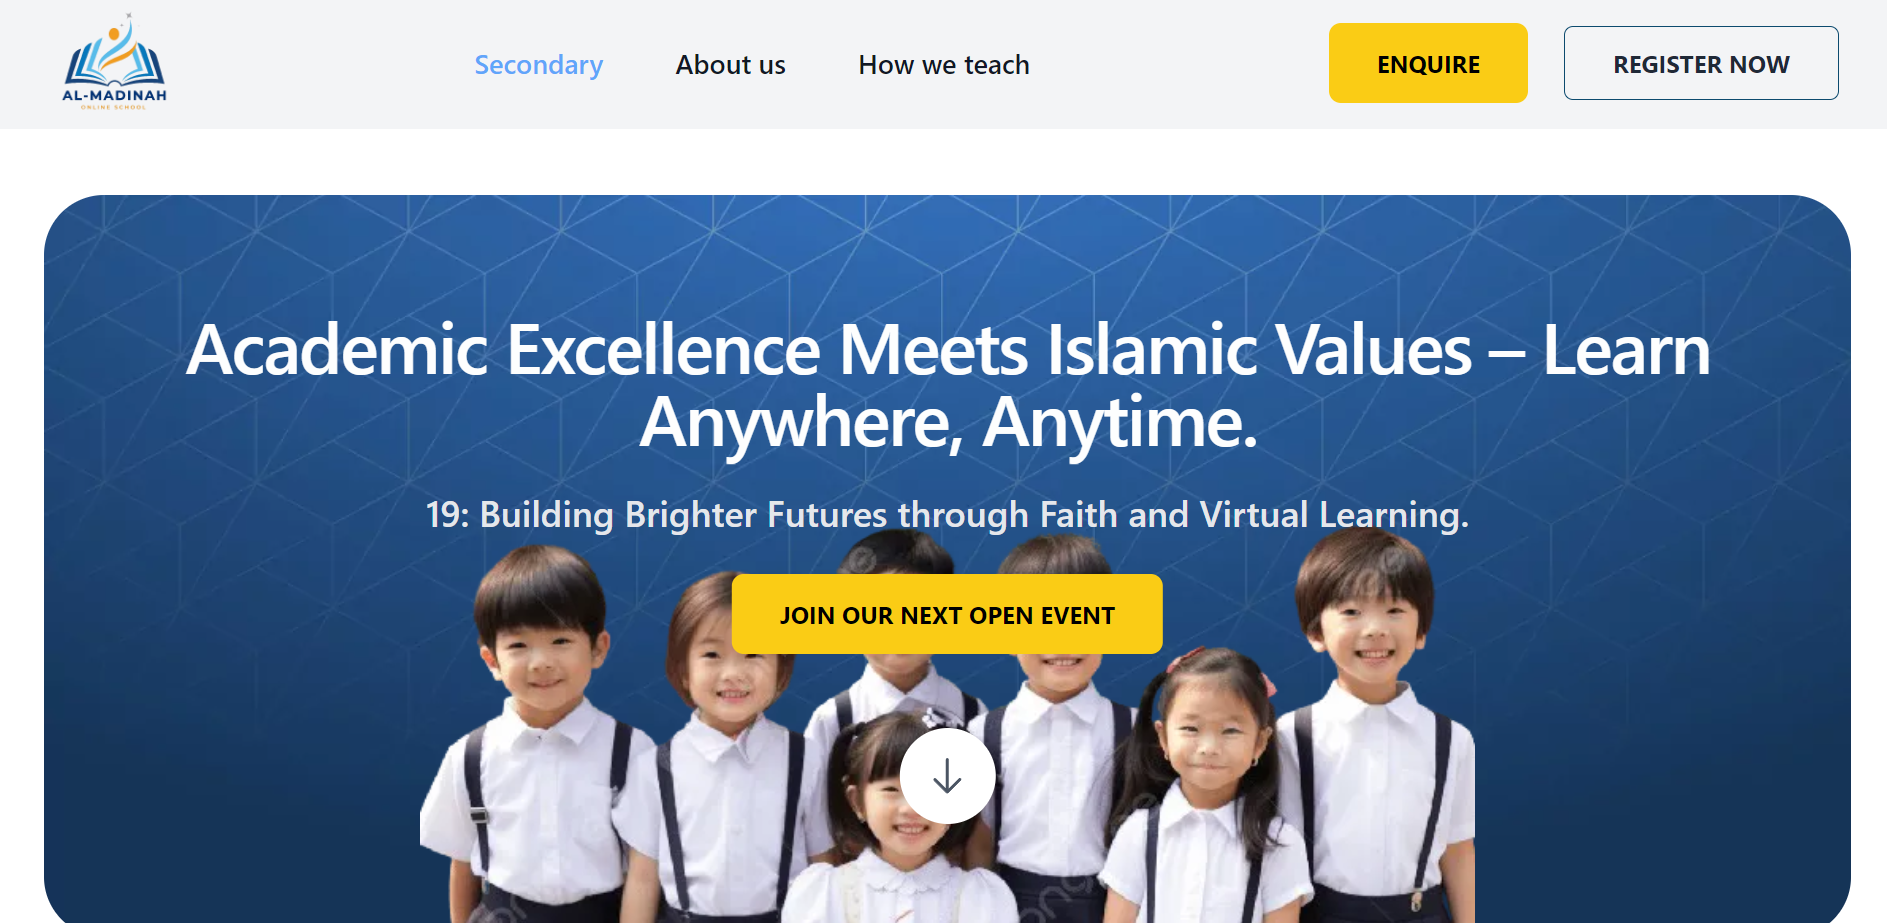 AL-MADINAH
ONLINE SCHOOL
Secondary
About us
How we teach
ENQUIRE
REGISTER NOW
Academic Excellence Meets Islamic Values – Learn
Anywhere, Anytime.
19: Building Brighter Futures through Faith and Virtual Learning.
JOIN OUR NEXT OPEN EVENT